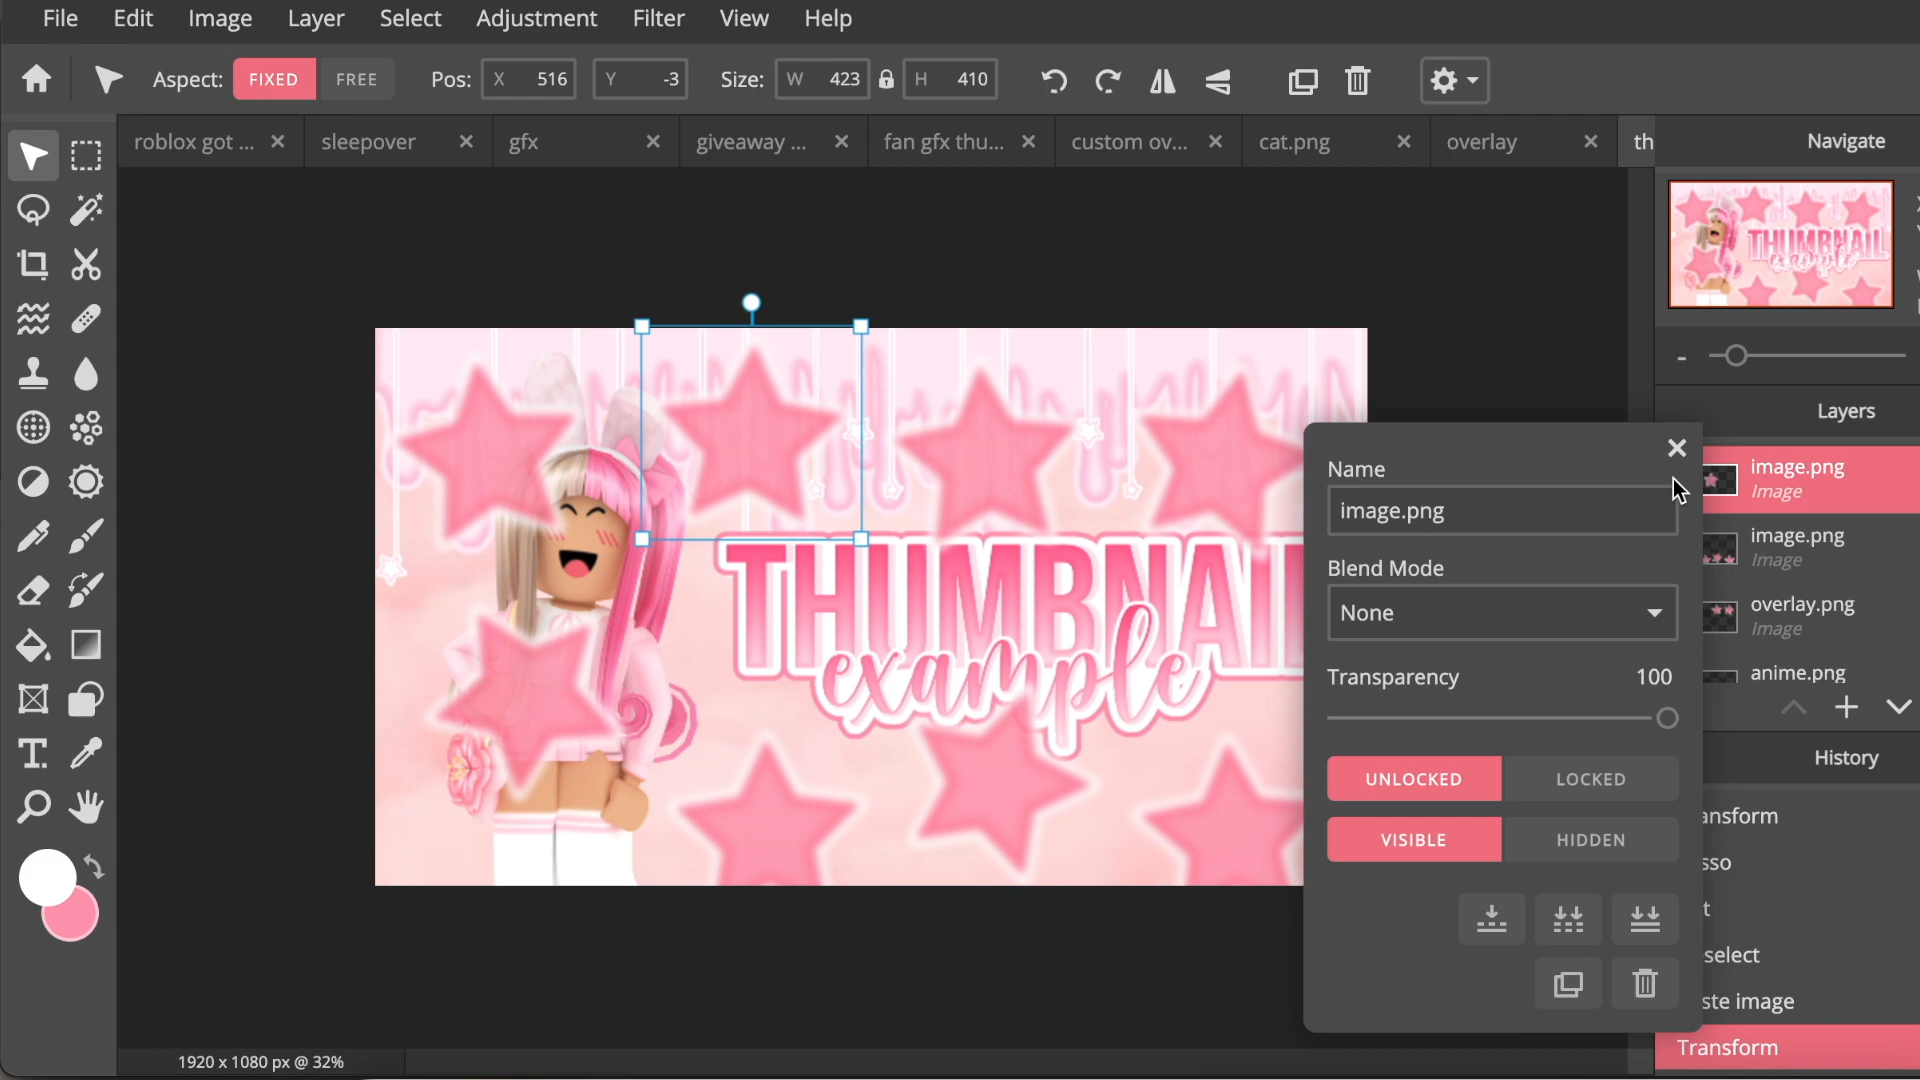 File Edit Image Layer Select Adjustment Filter View Help
Aspect: FIXED FREE Pos: X 516 Y -3 Size: W 423 H 410
roblox got ... sleepover gfx giveaway ... fan gfx thu... custom ov... cat.png overlay th
Navigate
THUMBNAIL
example
-
Layers
image.png
Image
image.png
Image
overlay.png
Image
anime.png
THUMBNAI
example
Name
image.png
Blend Mode
None
Transparency 100
UNLOCKED LOCKED
VISIBLE HIDDEN
History
ansform
sso
t
select
ste image
Transform
1920 x 1080 px @ 32%